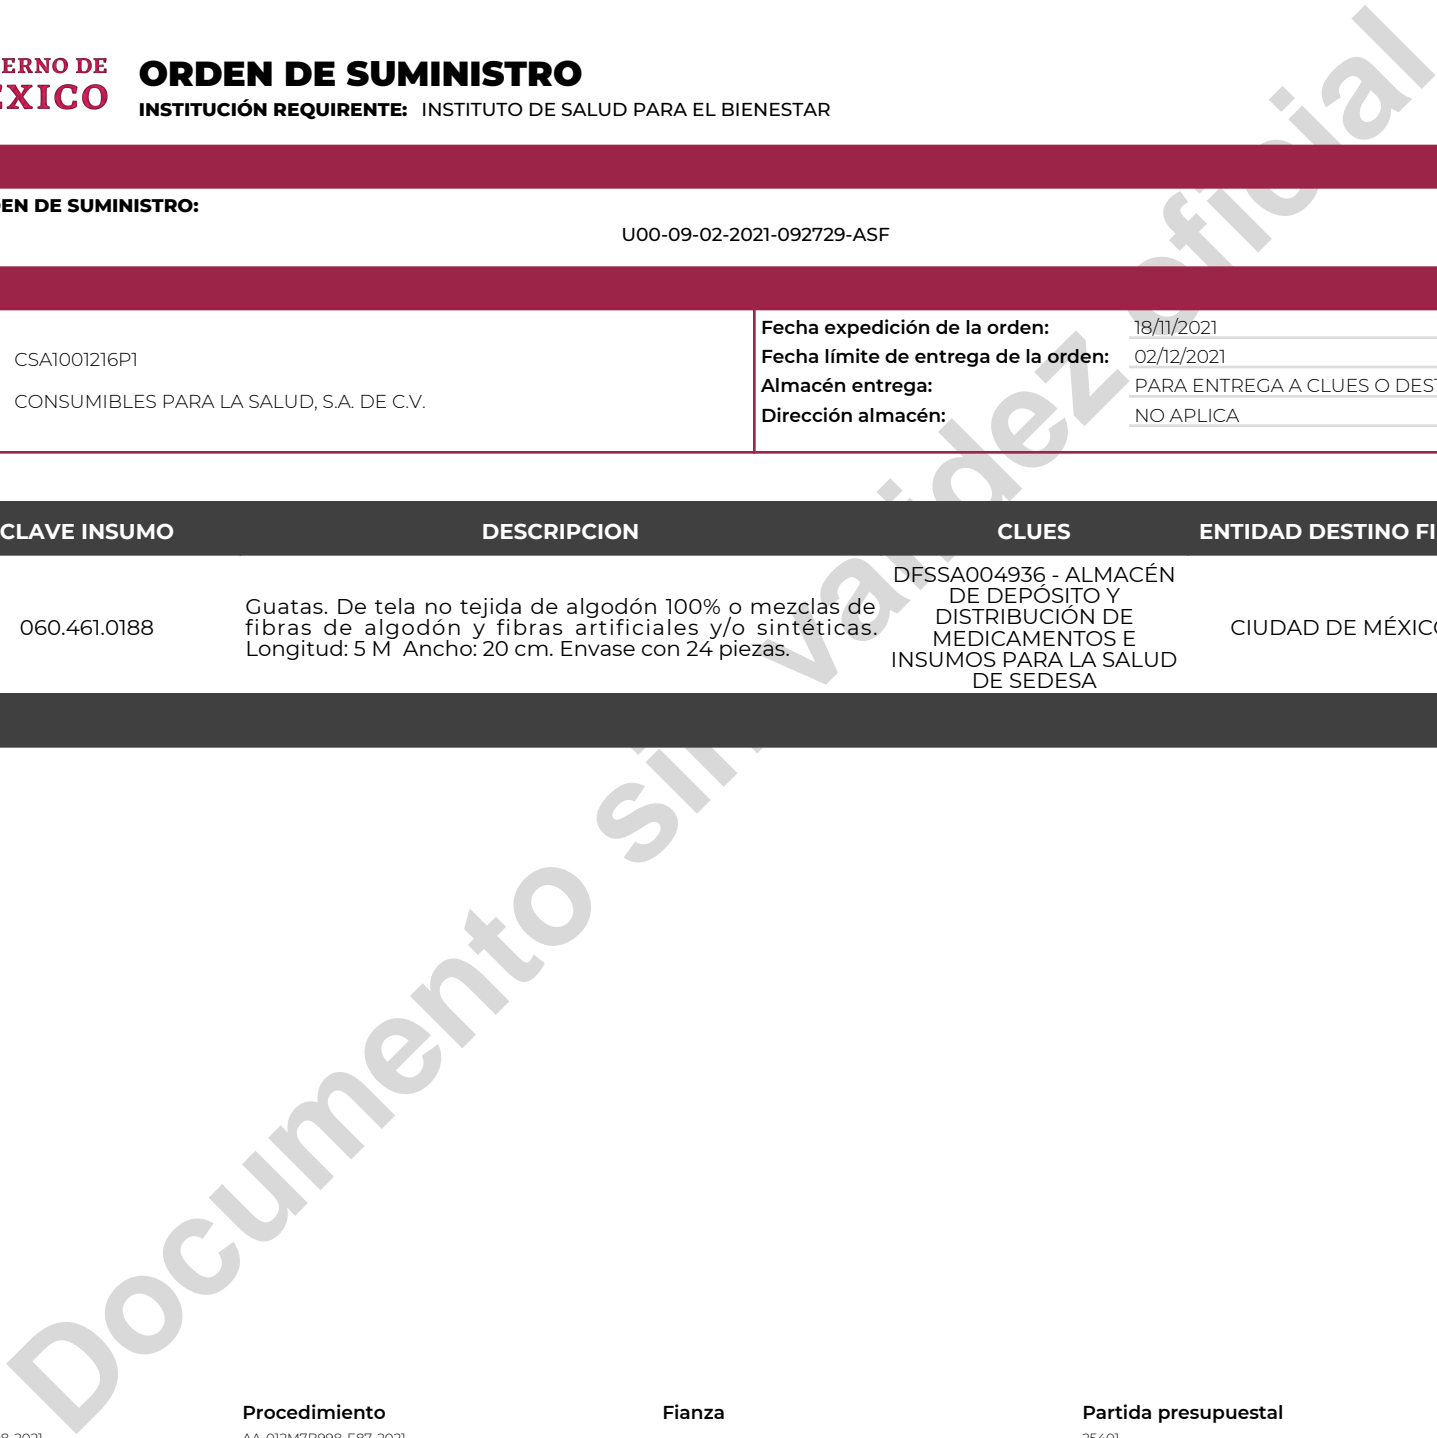 ERNO DE
ÉXICO
ORDEN DE SUMINISTRO
INSTITUCIÓN REQUIRENTE: INSTITUTO DE SALUD PARA EL BIENESTAR
EN DE SUMINISTRO:
U00-09-02-2021-092729-ASF
CSA1001216P1
CONSUMIBLES PARA LA SALUD, S.A. DE C.V.
Fecha expedición de la orden: 18/11/2021
Fecha límite de entrega de la orden: 02/12/2021
Almacén entrega: PARA ENTREGA A CLUES O DEST
Dirección almacén: NO APLICA
CLAVE INSUMO DESCRIPCION CLUES ENTIDAD DESTINO FI
060.461.0188
Guatas. De tela no tejida de algodón 100% o mezclas de
fibras de algodón y fibras artificiales y/o sintéticas.
Longitud: 5 M Ancho: 20 cm. Envase con 24 piezas.
DFSSA004936 - ALMACÉN
DE DEPÓSITO Y
DISTRIBUCIÓN DE
MEDICAMENTOS E
INSUMOS PARA LA SALUD
DE SEDESA
CIUDAD DE MÉXICO
Documento sin validez oficial
Procedimiento Fianza Partida presupuestal